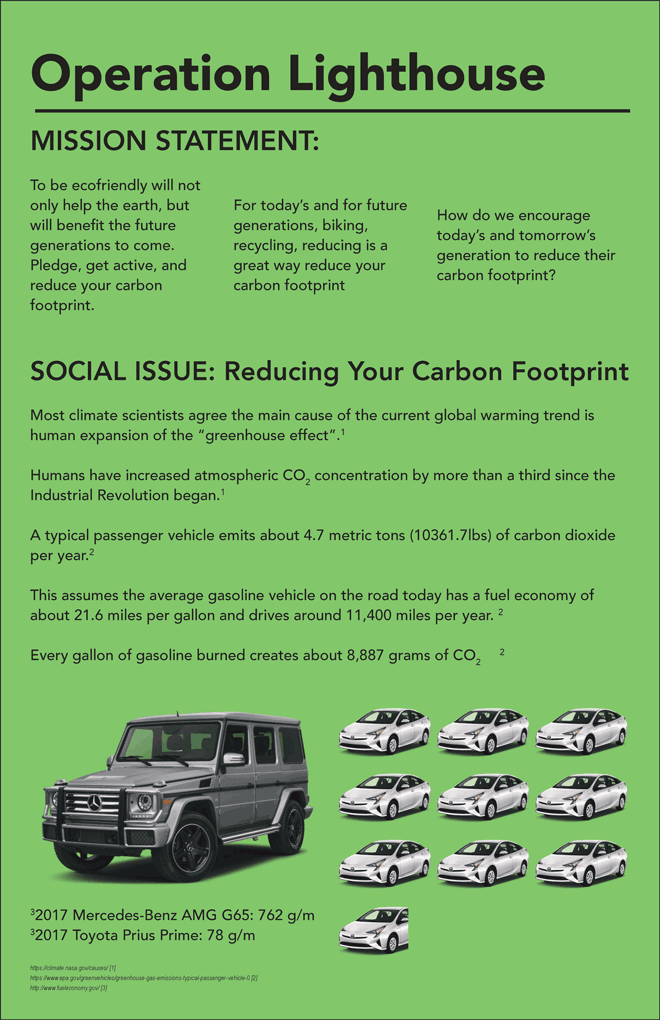 Operation Lighthouse
MISSION STATEMENT:
To be ecofriendly will not
only help the earth, but
will benefit the future
generations to come.
Pledge, get active, and
reduce your carbon
footprint.
For today's and for future
generations, biking,
recycling, reducing is a
great way reduce your
carbon footprint
How do we encourage
today's and tomorrow's
generation to reduce their
carbon footprint?
SOCIAL ISSUE: Reducing Your Carbon Footprint
Most climate scientists agree the main cause of the current global warming trend is
human expansion of the “greenhouse effect”.¹
Humans have increased atmospheric CO₂ concentration by more than a third since the
Industrial Revolution began.¹
A typical passenger vehicle emits about 4.7 metric tons (10361.7lbs) of carbon dioxide
per year.²
This assumes the average gasoline vehicle on the road today has a fuel economy of
about 21.6 miles per gallon and drives around 11,400 miles per year. ²
Every gallon of gasoline burned creates about 8,887 grams of CO₂ ²
³2017 Mercedes-Benz AMG G65: 762 g/m
³2017 Toyota Prius Prime: 78 g/m
https://climate.nasa.gov/causes/ [1]
https://www.epa.gov/greenvehicles/greenhouse-gas-emissions-typical-passenger-vehicle-0 [2]
http://www.fueleconomy.gov/ [3]